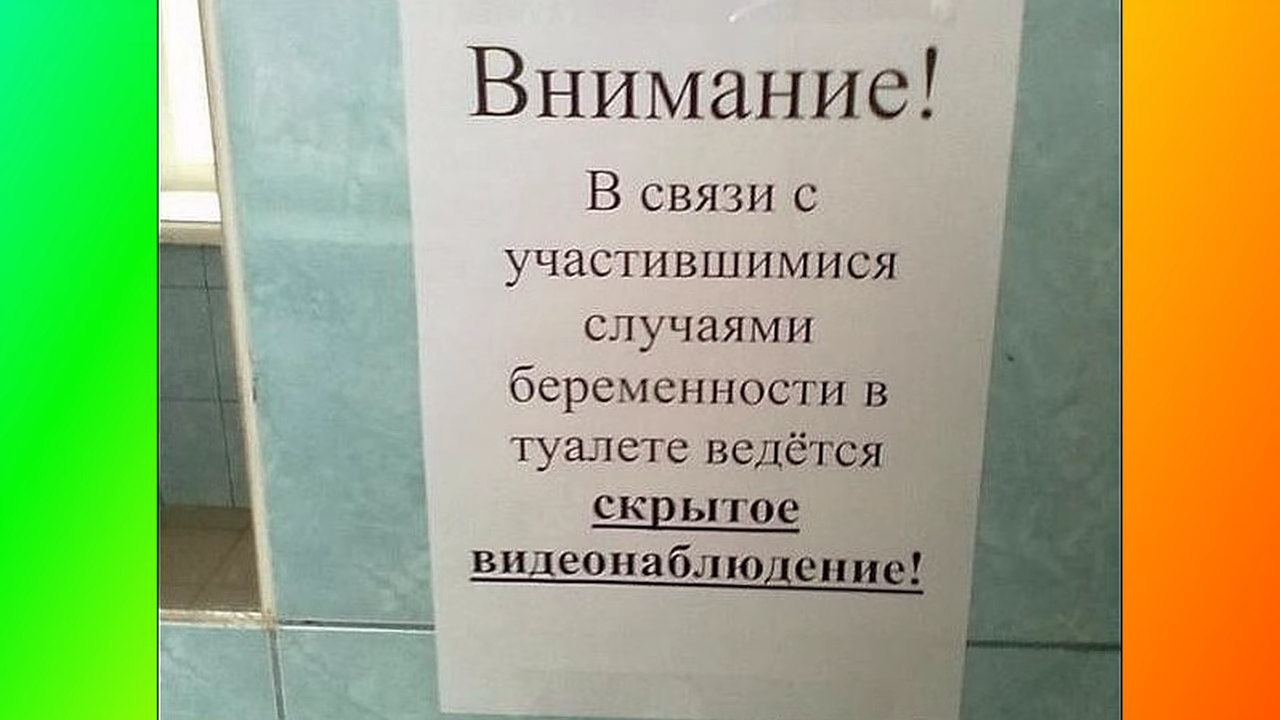 Внимание!
В связи с
участившимися
случаями
беременности в
туалете ведётся
скрытое
видеонаблюдение!